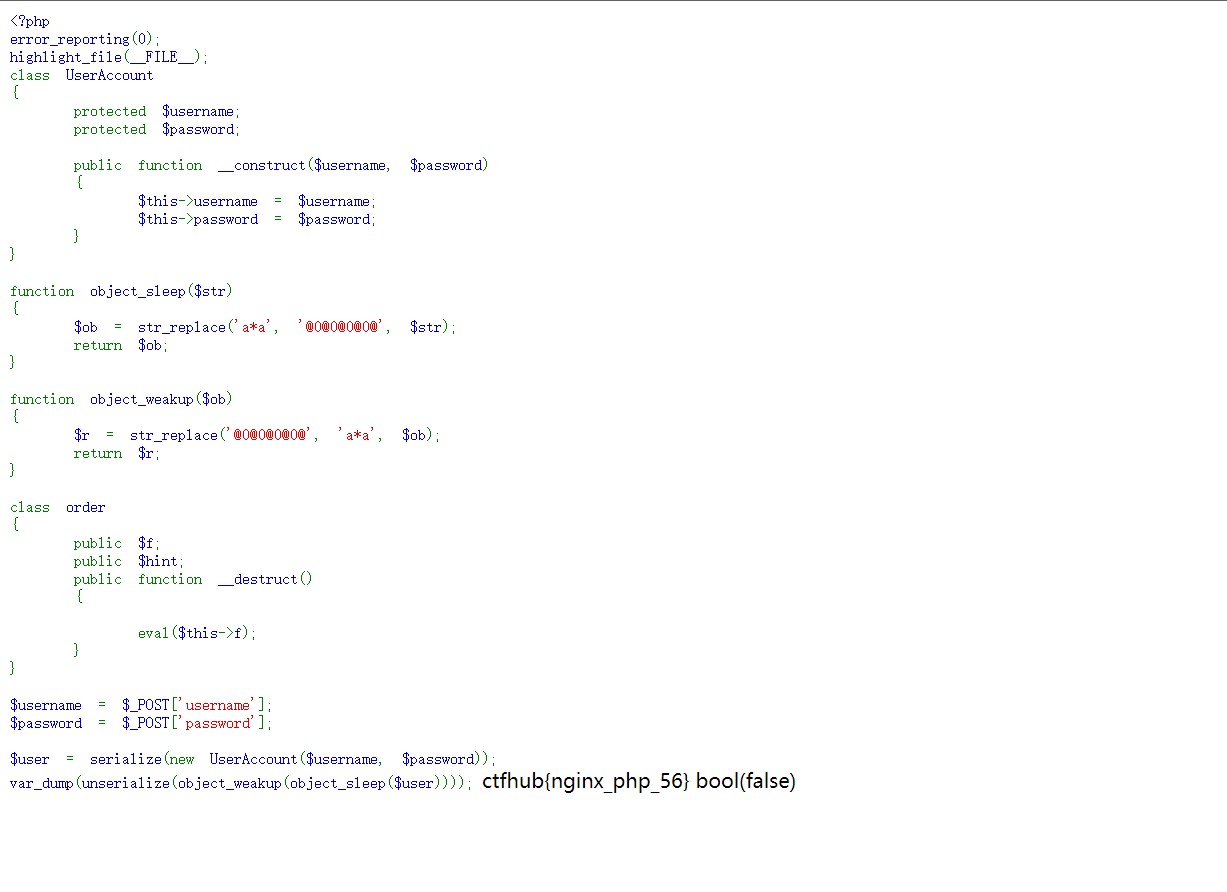 <?php
error_reporting(0);
highlight_file(__FILE__);
class UserAccount
{
protected $username;
protected $password;
public function __construct($username, $password)
{
$this->username = $username;
$this->password = $password;
}
}
function object_sleep($str)
{
$ob = str_replace('a*a', '@0@0@0@0@', $str);
return $ob;
}
function object_weakup($ob)
{
$r = str_replace('@0@0@0@0@', 'a*a', $ob);
return $r;
}
class order
{
public $f;
public $hint;
public function __destruct()
{
eval($this->f);
}
}
$username = $_POST['username'];
$password = $_POST['password'];
$user = serialize(new UserAccount($username, $password));
var_dump(unserialize(object_weakup(object_sleep($user)))); ctfhub{nginx_php_56} bool(false)